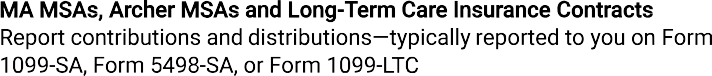 MA MSAs, Archer MSAs and Long-Term Care Insurance Contracts
Report contributions and distributions—typically reported to you on Form
1099-SA, Form 5498-SA, or Form 1099-LTC